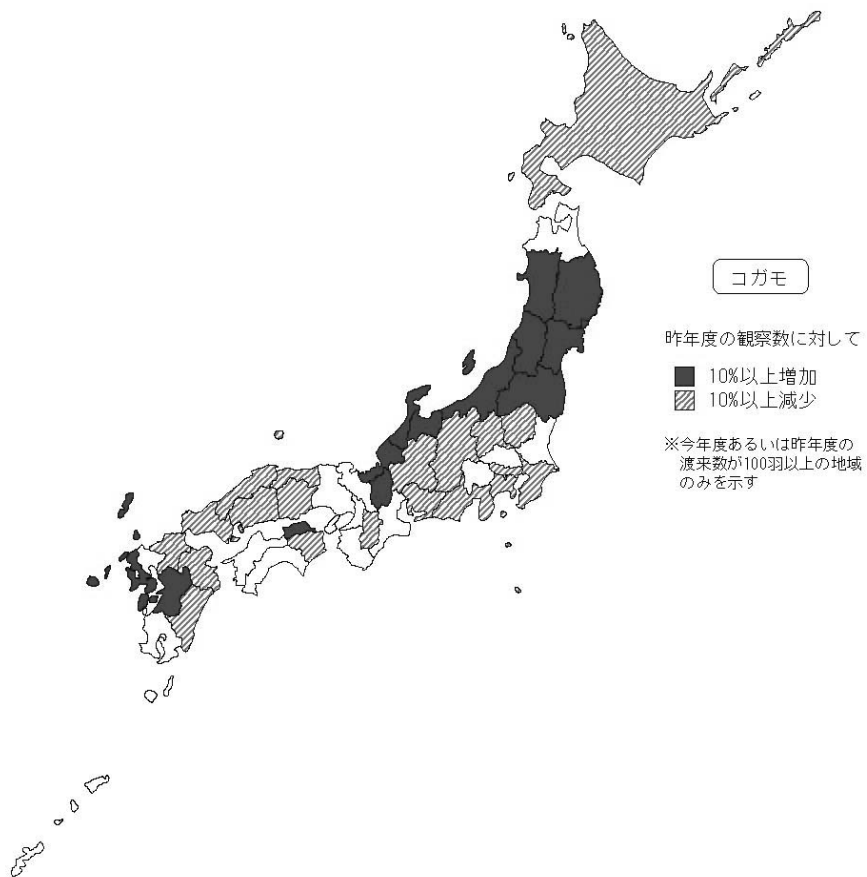 コガモ
昨年度の観察数に対して
10%以上増加
10%以上減少
※今年度あるいは昨年度の
渡来数が100羽以上の地域
のみを示す